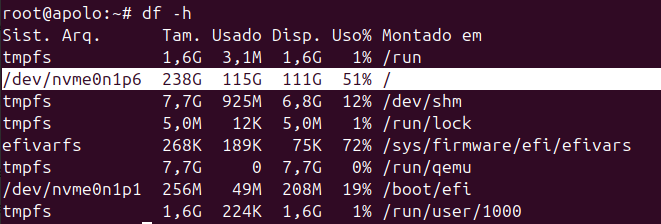 root@apolo:~# df -h
Sist. Arq.      Tam. Usado Disp. Uso% Montado em
tmpfs           1,6G  3,1M  1,6G   1% /run
/dev/nvme0n1p6  238G  115G  111G  51% /
tmpfs           7,7G  925M  6,8G  12% /dev/shm
tmpfs           5,0M   12K  5,0M   1% /run/lock
efivarfs        268K  189K   75K  72% /sys/firmware/efi/efivars
tmpfs           7,7G     0  7,7G   0% /run/qemu
/dev/nvme0n1p1  256M   49M  208M  19% /boot/efi
tmpfs           1,6G  224K  1,6G   1% /run/user/1000